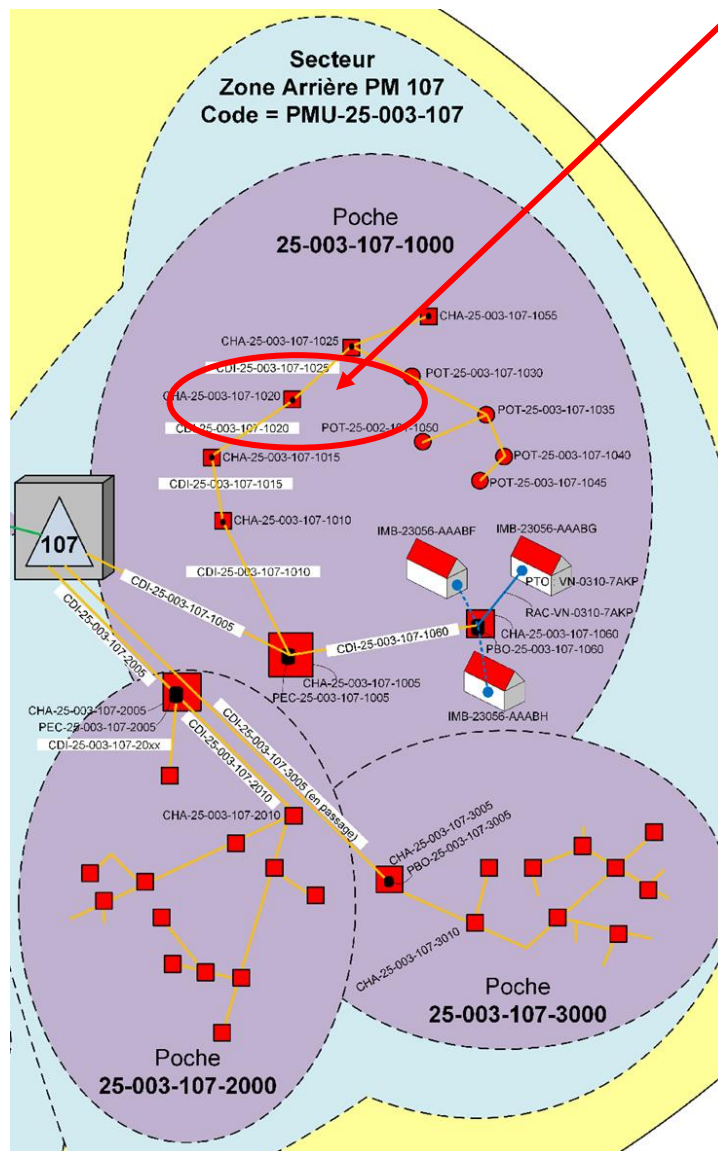 Secteur
Zone Arrière PM 107
Code = PMU-25-003-107
Poche
25-003-107-1000
CHA-25-003-107-1055
CHA-25-003-107-1025
CDI-25-003-107-1025
POT-25-003-107-1030
CHA-25-003-107-1020
POT-25-003-107-1035
CDI-25-003-107-1020
POT-25-002-101-1050
CHA-25-003-107-1015
POT-25-003-107-1040
CDI-25-003-107-1015
POT-25-003-107-1045
CHA-25-003-107-1010
IMB-23056-AAABF
IMB-23056-AAABG
107
CDI-25-003-107-1010
PTO : VN-0310-7AKP
CDI-25-003-107-1005
RAC-VN-0310-7AKP
CDI-25-003-107-1060
CHA-25-003-107-1060
PBO-25-003-107-1060
CDI-25-003-107-2005
CHA-25-003-107-1005
PEC-25-003-107-1005
CHA-25-003-107-2005
PEC-25-003-107-2005
IMB-23056-AAABH
CDI-25-003-107-20xx
CDI-25-003-107-3005 (en passage)
CDI-25-003-107-2010
CHA-25-003-107-2010
CHA-25-003-107-3005
PBO-25-003-107-3005
CHA-25-003-107-3010
Poche
25-003-107-3000
Poche
25-003-107-2000